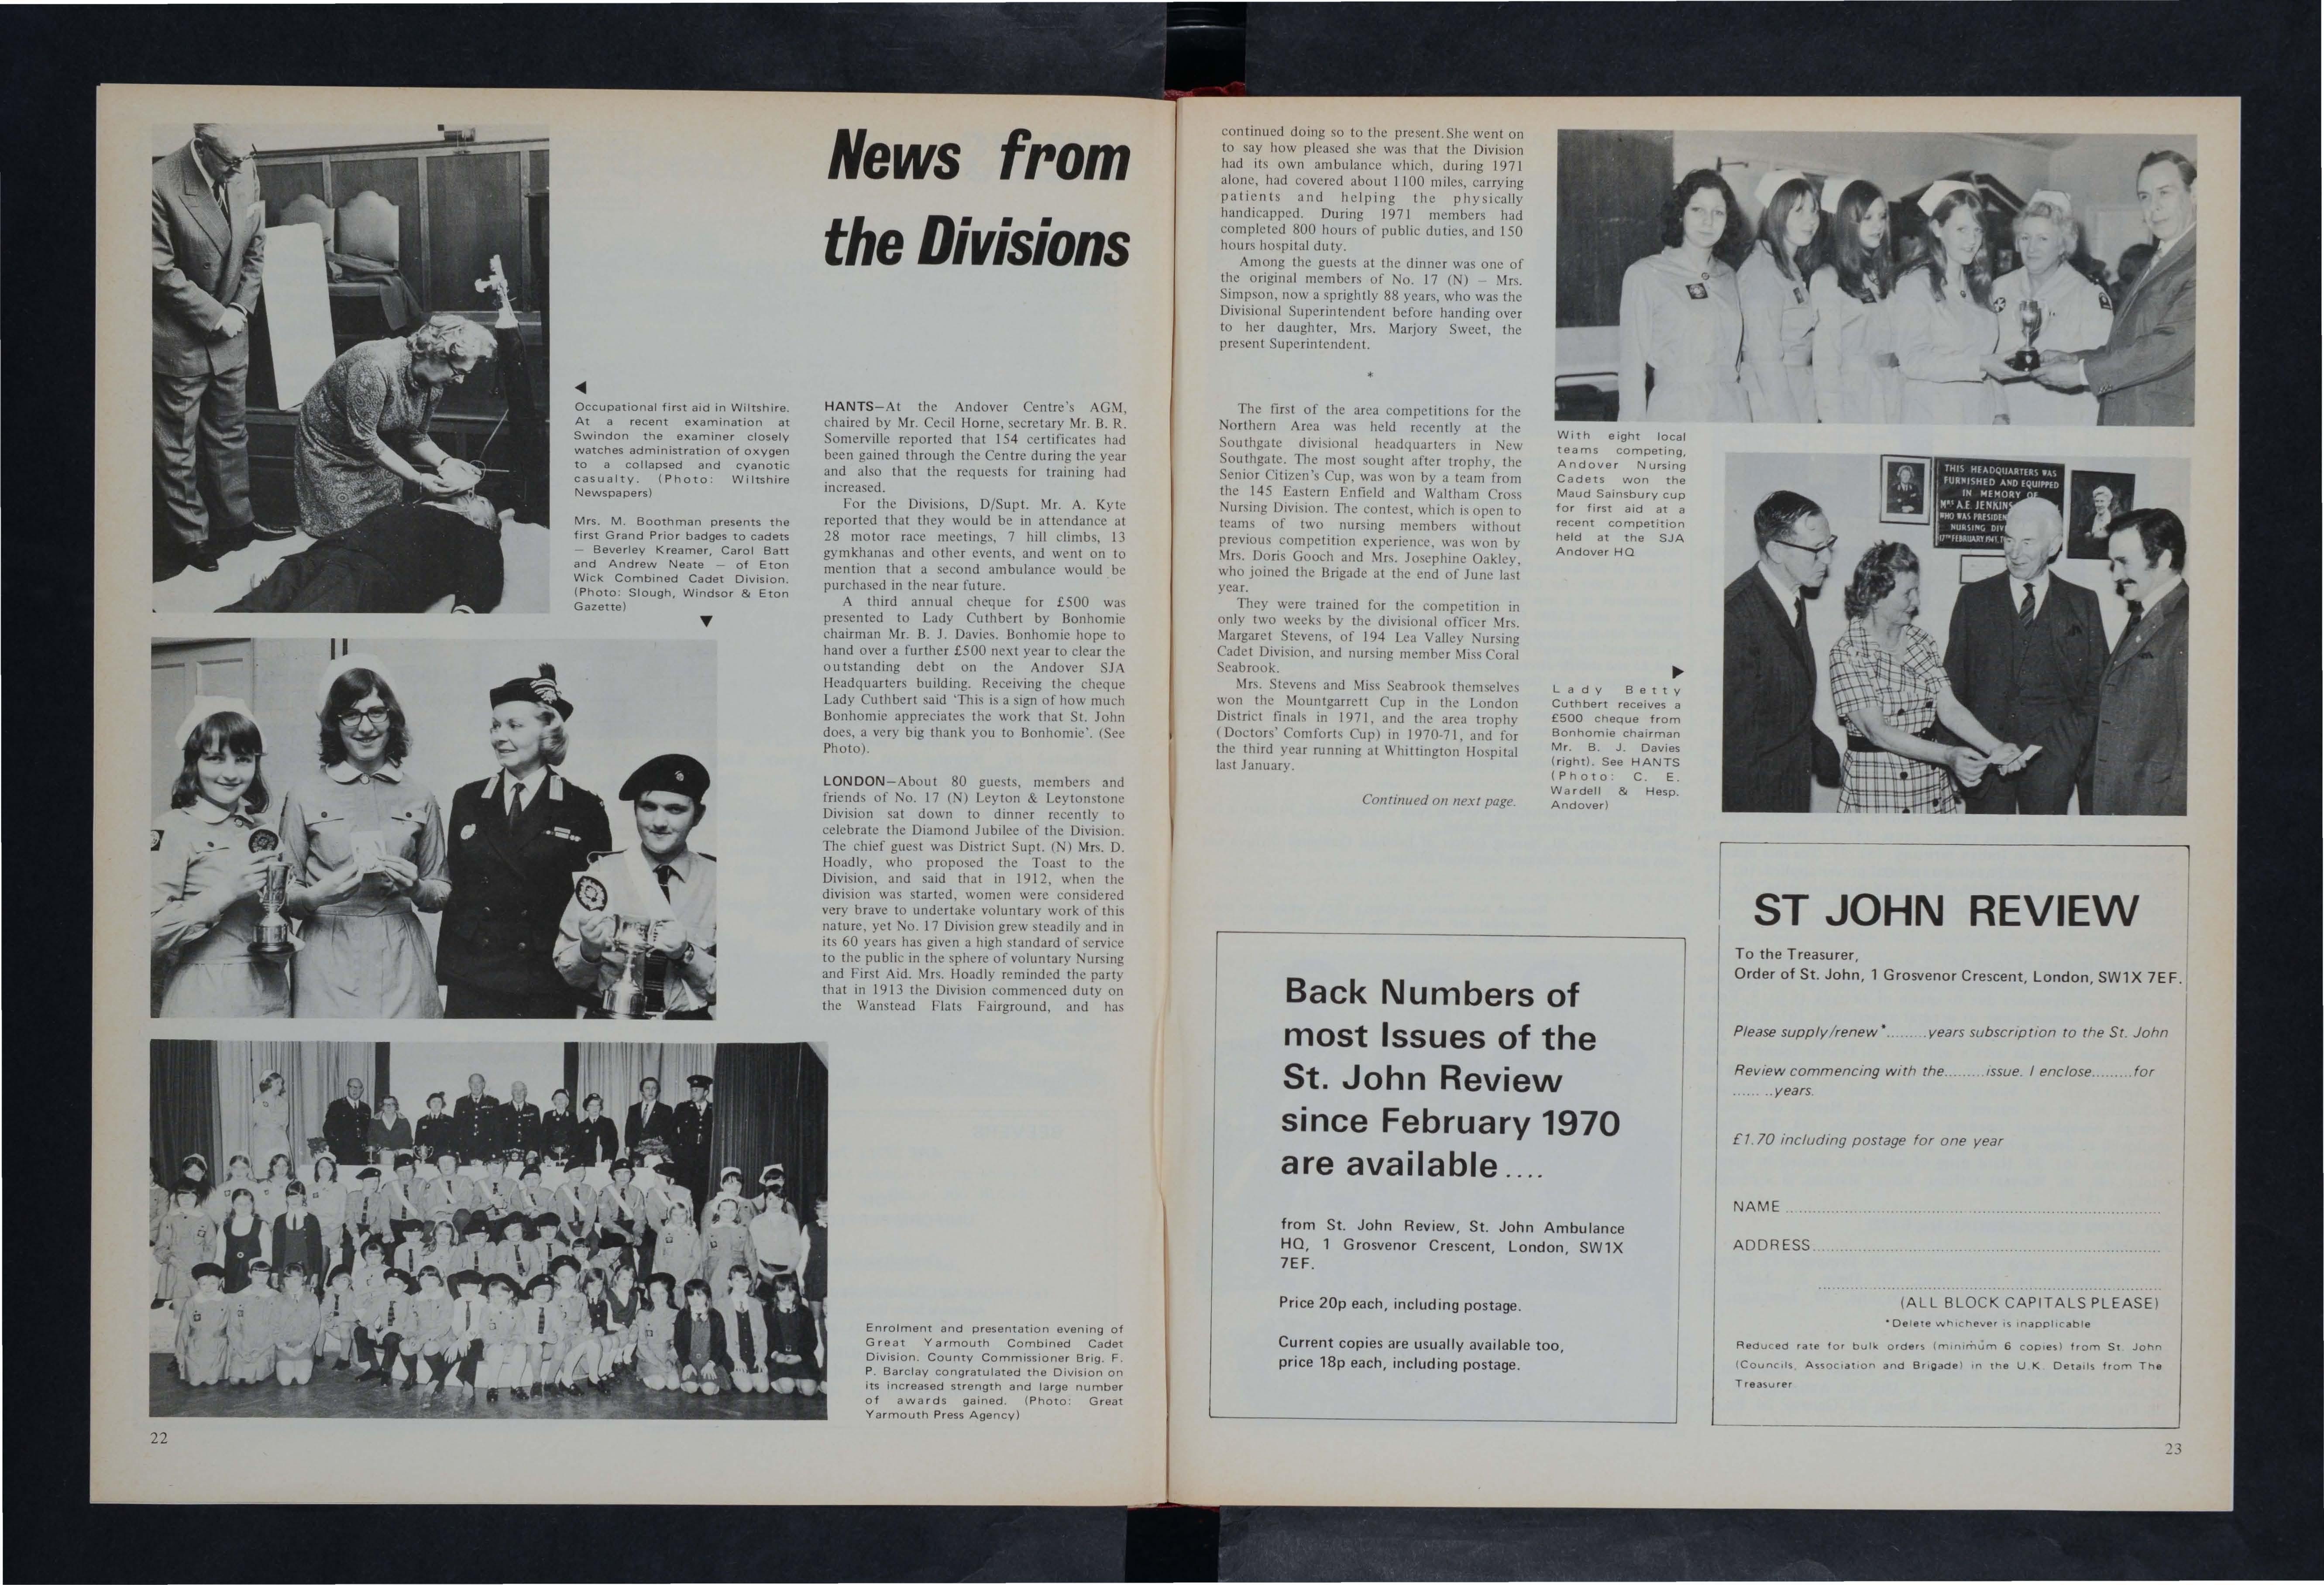 News from
the Divisions
Occupational first aid in Wiltshire.
At a recent examination at
Swindon the examiner closely
watches administration of oxygen
to a collapsed and cyanotic
casualty. (Photo: Wiltshire
Newspapers)
Mrs. M. Boothman presents the
first Grand Prior badges to cadets
— Beverley Kreamer, Carol Batt
and Andrew Neate — of Eton
Wick Combined Cadet Division.
(Photo: Slough, Windsor & Eton
Gazette)
HANTS—At the Andover Centre's AGM,
chaired by Mr. Cecil Horne, secretary Mr. B. R.
Somerville reported that 154 certificates had
been gained through the Centre during the year
and also that the requests for training had
increased.
For the Divisions, D/Supt. Mr. A. Kyte
reported that they would be in attendance at
28 motor race meetings, 7 hill climbs, 13
gymkhanas and other events, and went on to
mention that a second ambulance would be
purchased in the near future.
A third annual cheque for £500 was
presented to Lady Cuthbert by Bonhomie
chairman Mr. B. J. Davies. Bonhomie hope to
hand over a further £500 next year to clear the
outstanding debt on the Andover SJA
Headquarters building. Receiving the cheque
Lady Cuthbert said 'This is a sign of how much
Bonhomie appreciates the work that St. John
does, a very big thank you to Bonhomie'. (See
Photo).
LONDON—About 80 guests, members and
friends of No. 17 (N) Leyton & Leytonstone
Division sat down to dinner recently to
celebrate the Diamond Jubilee of the Division.
The chief guest was District Supt. (N) Mrs. D.
Hoadly, who proposed the Toast to the
Division, and said that in 1912, when the
division was started, women were considered
very brave to undertake voluntary work of this
nature, yet No. 17 Division grew steadily and in
its 60 years has given a high standard of service
to the public in the sphere of voluntary Nursing
and First Aid. Mrs. Hoadly reminded the party
that in 1913 the Division commenced duty on
the Wanstead Flats Fairground, and has
Enrolment and presentation evening of
Great Yarmouth Combined Cadet
Division. County Commissioner Brig. F.
P. Barclay congratulated the Division on
its increased strength and large number
of awards gained. (Photo: Great
Yarmouth Press Agency)
22
continued doing so to the present. She went on
to say how pleased she was that the Division
had its own ambulance which, during 1971
alone, had covered about 1100 miles, carrying
patients and helping the physically
handicapped. During 1971 members had
completed 800 hours of public duties, and 150
hours hospital duty.
Among the guests at the dinner was one of
the original members of No. 17 (N) — Mrs.
Simpson, now a sprightly 88 years, who was the
Divisional Superintendent before handing over
to her daughter, Mrs. Marjory Sweet, the
present Superintendent.
*
The first of the area competitions for the
Northern Area was held recently at the
Southgate divisional headquarters in New
Southgate. The most sought after trophy, the
Senior Citizen's Cup, was won by a team from
the 145 Eastern Enfield and Waltham Cross
Nursing Division. The contest, which is open to
teams of two nursing members without
previous competition experience, was won by
Mrs. Doris Gooch and Mrs. Josephine Oakley,
who joined the Brigade at the end of June last
year.
They were trained for the competition in
only two weeks by the divisional officer Mrs.
Margaret Stevens, of 194 Lea Valley Nursing
Cadet Division, and nursing member Miss Coral
Seabrook.
Mrs. Stevens and Miss Seabrook themselves
won the Mountgarrett Cup in the London
District finals in 1971, and the area trophy
(Doctors' Comforts Cup) in 1970-71, and for
the third year running at Whittington Hospital
last January.
Continued on next page.
With eight local
teams competing,
Andover Nursing
Cadets won the
Maud Sainsbury cup
for first aid at a
recent competition
held at the SJA
Andover HQ
THIS HEADQUARTERS WAS
FURNISHED AND EQUIPPED
IN MEMORY OF
MRS A.E. JENKINS
WHO WAS PRESIDEN
NURSING DIV
17TH FEBRUARY 1941, T
Lady Betty
Cuthbert receives a
£500 cheque from
Bonhomie chairman
Mr. B. J. Davies
(right). See HANTS
(Photo: C. E.
Wardell & Hesp.
Andover)
Back Numbers of
most Issues of the
St. John Review
since February 1970
are available ....
from St. John Review, St. John Ambulance
HQ, 1 Grosvenor Crescent, London, SW1X
7EF.
Price 20p each, including postage.
Current copies are usually available too,
price 18p each, including postage.
ST JOHN REVIEW
To the Treasurer,
Order of St. John, 1 Grosvenor Crescent, London, SW1X 7EF.
Please supply/renew*.........years subscription to the St. John
Review commencing with the.........issue. I enclose.........for
.........years.
£1.70 including postage for one year
NAME
ADDRESS
(ALL BLOCK CAPITALS PLEASE)
*Delete whichever is inapplicable
Reduced rate for bulk orders (minimum 6 copies) from St. John
(Councils, Association and Brigade) in the U.K. Details from The
Treasurer
23